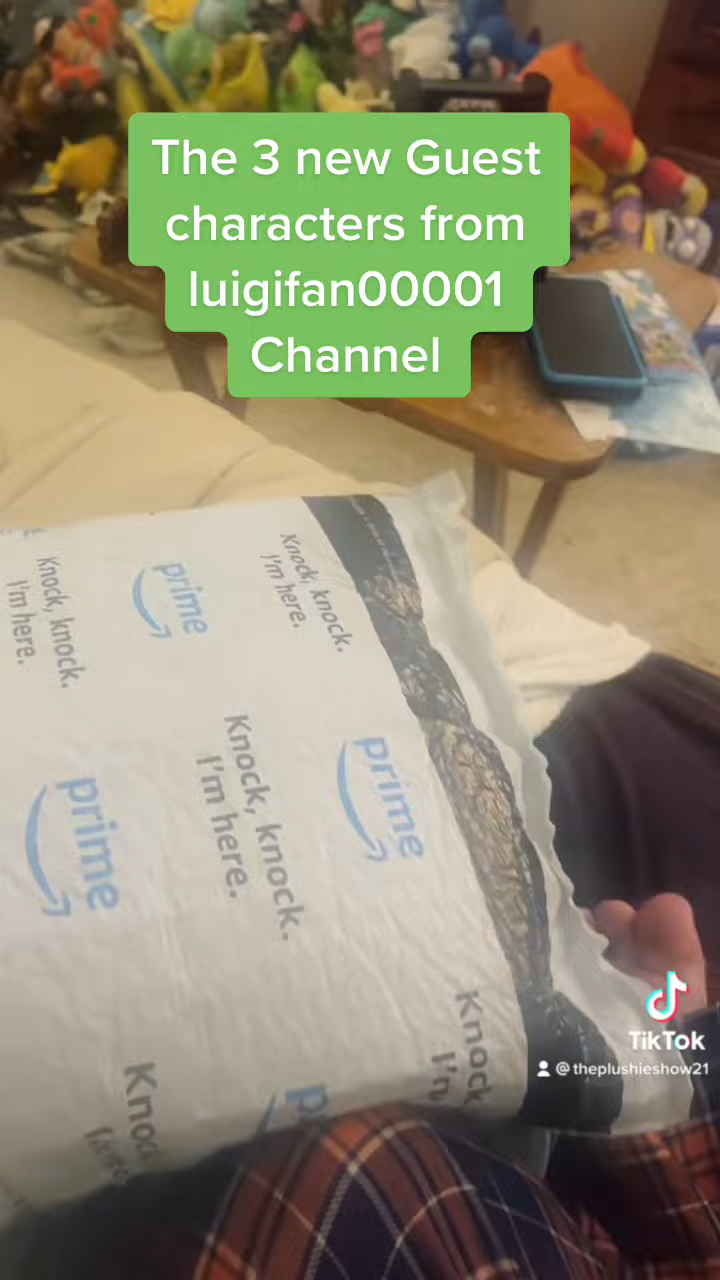 The 3 new Guest
characters from
luigifan00001
Channel
Knock, knock.
I'm here.
prime
Knock, knock.
I'm here.
prime
Knock, knock.
I'm here.
prime
Knock
TikTok
@theplushieshow21